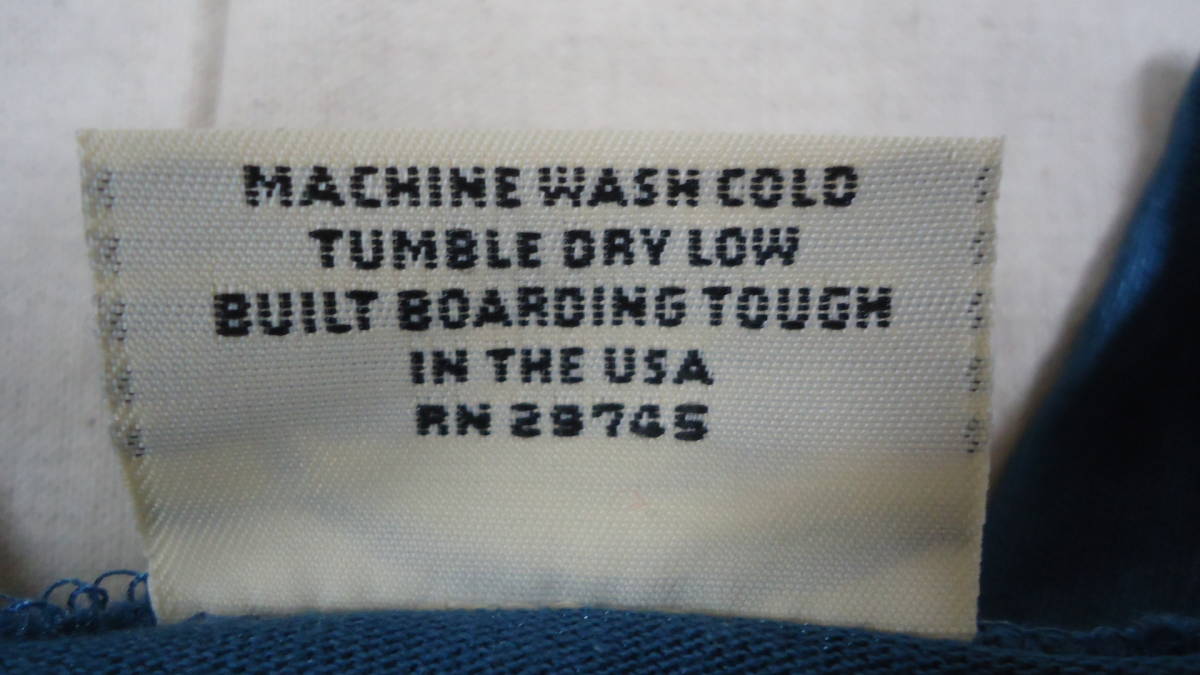 MACHINE WASH COLD
TUMBLE DRY LOW
BUILT BOARDING TOUGH
IN THE USA
RN 29745